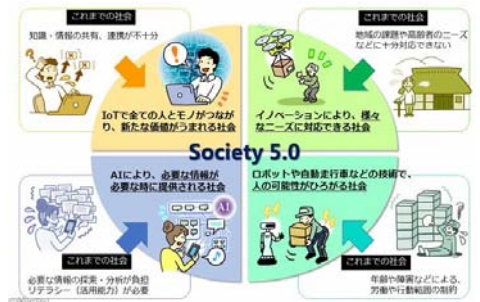 これまでの社会
知識・情報の共有、連携が不十分
これまでの社会
地域の課題や高齢者のニーズ
などに十分対応できない
IoTで全ての人とモノがつなが
り、新たな価値がうまれる社会
イノベーションにより、様々
なニーズに対応できる社会
Society 5.0
AIにより、必要な情報が
必要な時に提供される社会
ロボットや自動走行車などの技術で、
人の可能性がひろがる社会
AI
これまでの社会
必要な情報の探索・分析が負担
リテラシー（活用能力）が必要
これまでの社会
年齢や障害などによる、
労働や行動範囲の制約